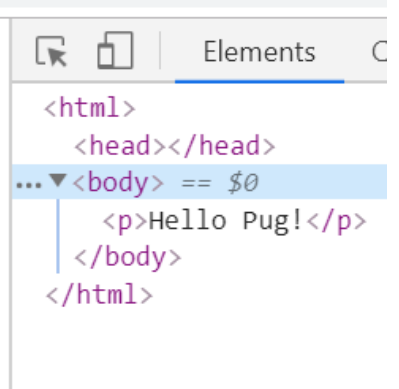 Elements
<html>
<head></head>
... ▼<body> == $0
<p>Hello Pug!</p>
</body>
</html>